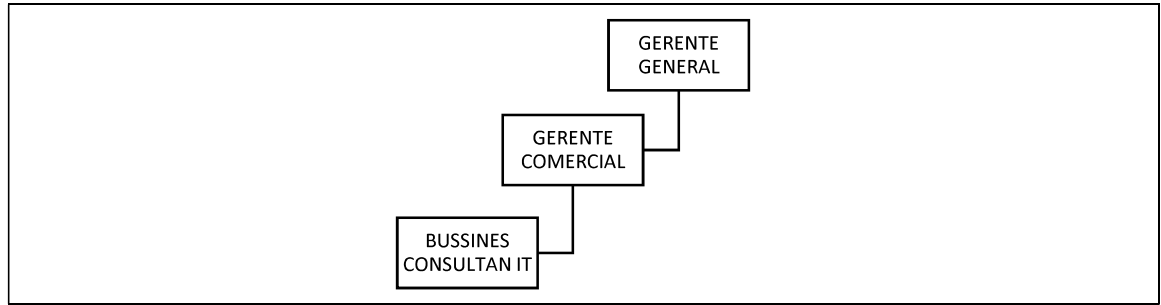 GERENTE
GENERAL
GERENTE
COMERCIAL
BUSSINES
CONSULTAN IT